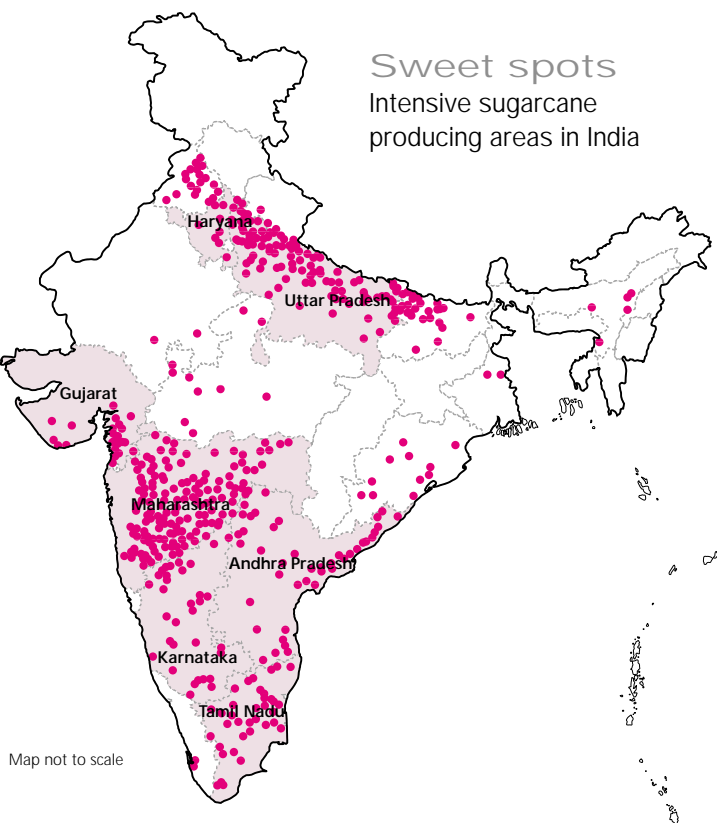 Sweet spots
Intensive sugarcane
producing areas in India
Haryana
Uttar Pradesh
Gujarat
Maharashtra
Andhra Pradesh
Karnataka
Tamil Nadu
Map not to scale